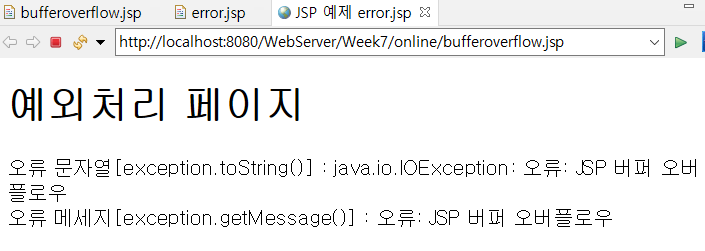 bufferoverflow.jsp error.jsp JSP 예제 error.jsp
http://localhost:8080/WebServer/Week7/online/bufferoverflow.jsp
예외처리 페이지
오류 문자열[exception.toString()] : java.io.IOException: 오류: JSP 버퍼 오버
플로우
오류 메세지[exception.getMessage()] : 오류: JSP 버퍼 오버플로우